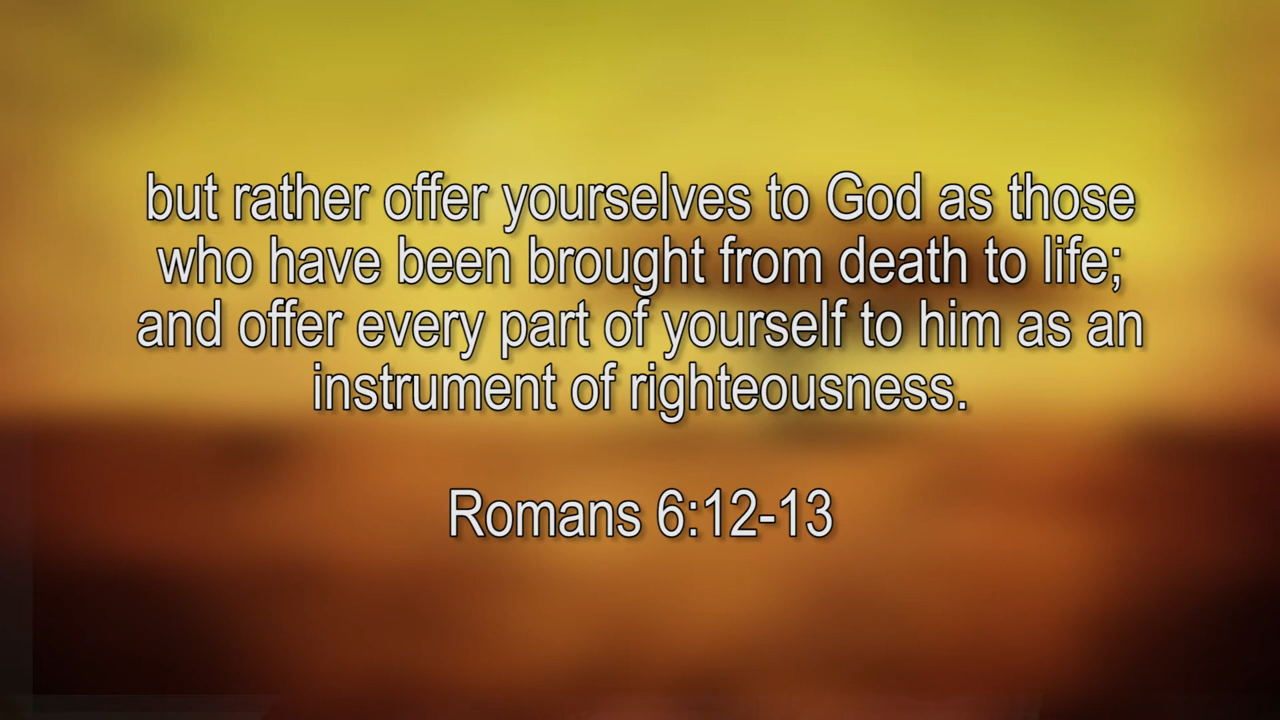 but rather offer yourselves to God as those
who have been brought from death to life;
and offer every part of yourself to him as an
instrument of righteousness.
Romans 6:12-13